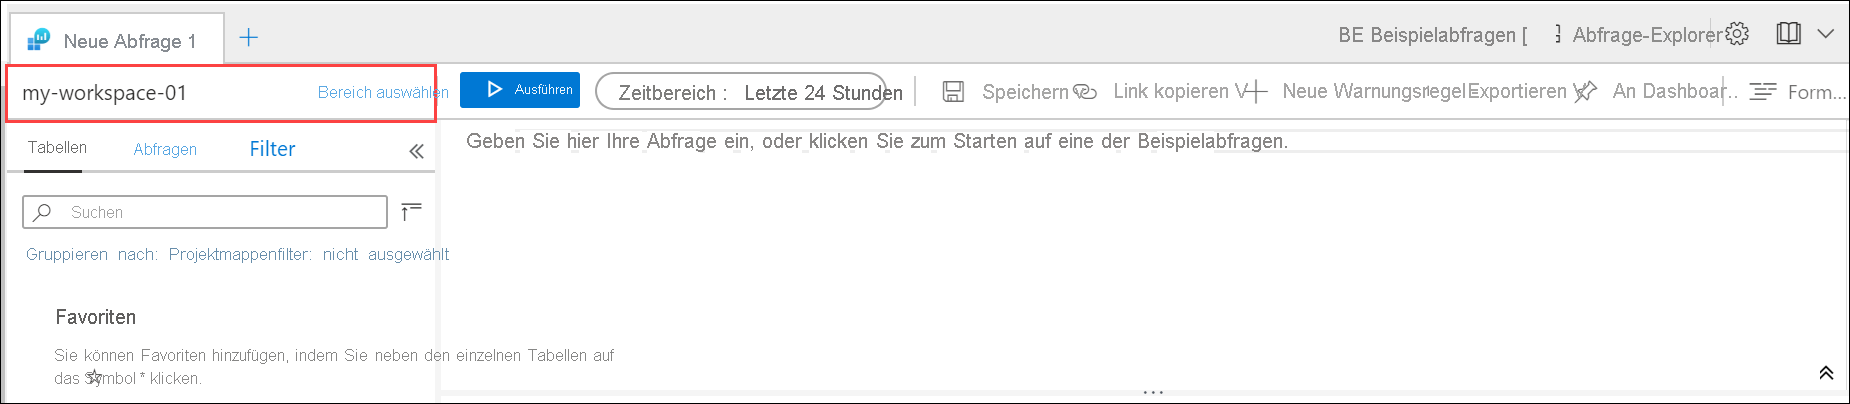 Neue Abfrage 1
BE Beispielabfragen [ Abfrage-Explorer
my-workspace-01 Bereich auswählen Ausführen Zeitbereich : Letzte 24 Stunden Speichern Link kopieren V Neue Warnungsregel Exportieren V An Dashboar.. Form...
Tabellen Abfragen Filter
Geben Sie hier Ihre Abfrage ein, oder klicken Sie zum Starten auf eine der Beispielabfragen.
Suchen
Gruppieren nach: Projektmappenfilter: nicht ausgewählt
Favoriten
Sie können Favoriten hinzufügen, indem Sie neben den einzelnen Tabellen auf
das Symbol * klicken.